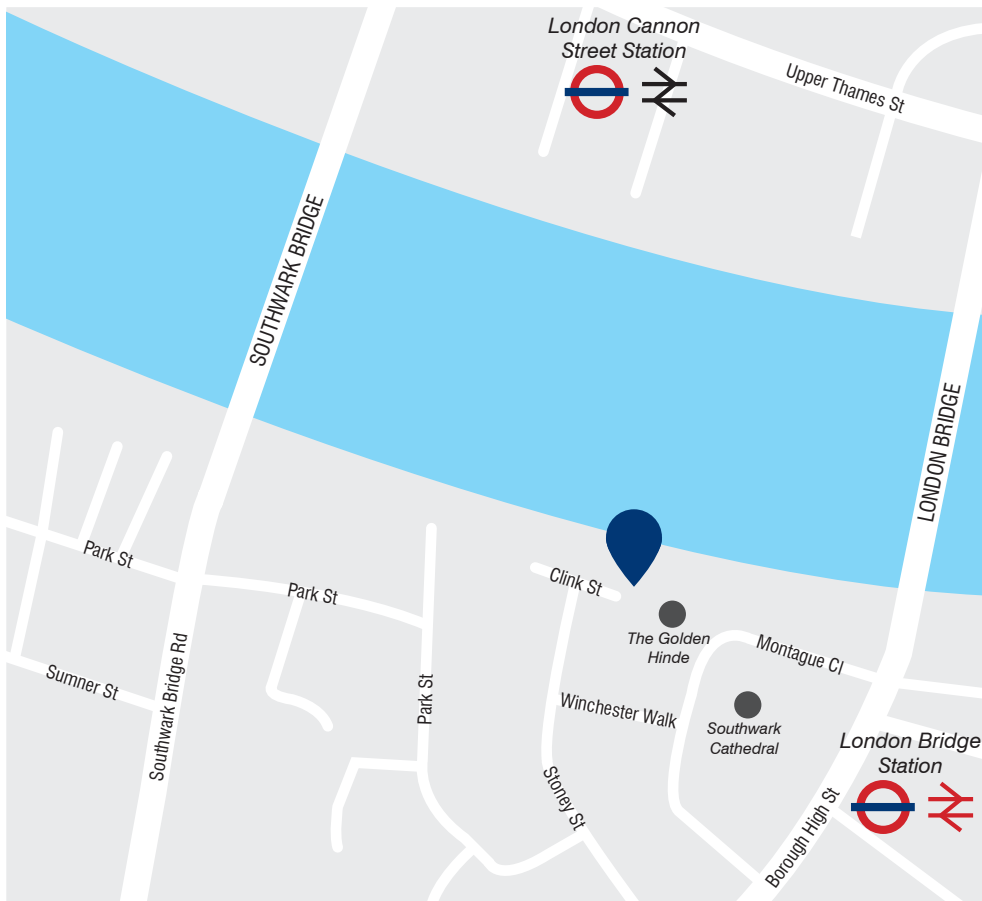 London Cannon
Street Station
Upper Thames St
SOUTHWARK BRIDGE
LONDON BRIDGE
Park St
Park St
Clink St
The Golden
Hinde
Montague Cl
Sumner St
Southwark Bridge Rd
Park St
Winchester Walk
Southwark
Cathedral
London Bridge
Station
Stoney St
Borough High St